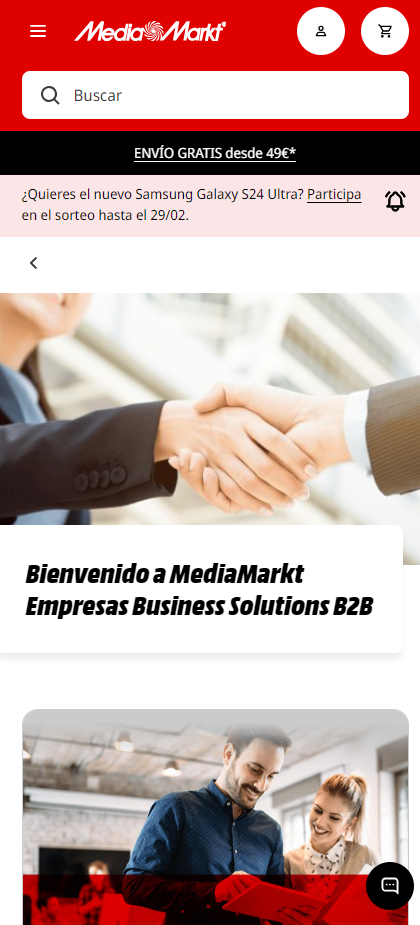 MediaMarkt
Buscar
ENVÍO GRATIS desde 49€*
¿Quieres el nuevo Samsung Galaxy S24 Ultra? Participa
en el sorteo hasta el 29/02.
Bienvenido a MediaMarkt
Empresas Business Solutions B2B